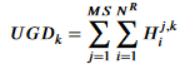 $UGD_k = \sum_{j=1}^{MS} \sum_{i=1}^{N^R} H_i^{j,k}$